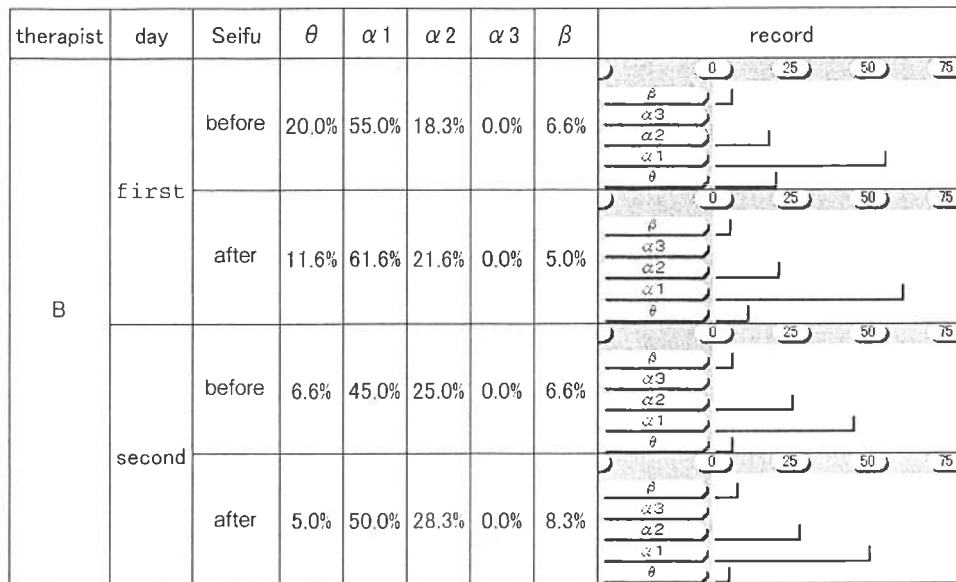 therapist day Seifu θ α1 α2 α3 β record
B
first
before 20.0% 55.0% 18.3% 0.0% 6.6%
0 25 50 75
β
α3
α2
α1
θ
after 11.6% 61.6% 21.6% 0.0% 5.0%
0 25 50 75
β
α3
α2
α1
θ
second
before 6.6% 45.0% 25.0% 0.0% 6.6%
0 25 50 75
β
α3
α2
α1
θ
after 5.0% 50.0% 28.3% 0.0% 8.3%
0 25 50 75
β
α3
α2
α1
θ